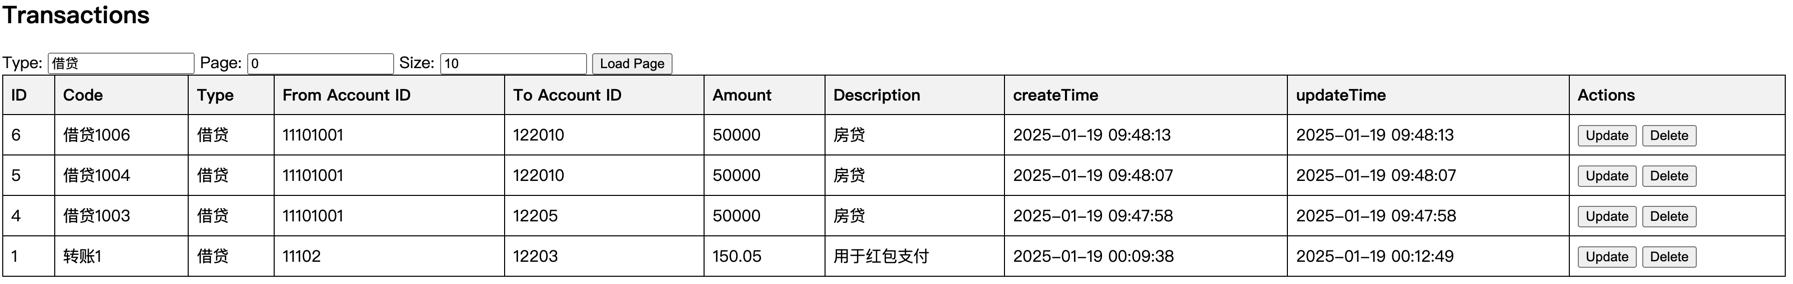 Transactions
Type: 借贷 Page: 0 Size: 10 Load Page
ID Code Type From Account ID To Account ID Amount Description createTime updateTime Actions
6 借贷1006 借贷 11101001 122010 50000 房贷 2025-01-19 09:48:13 2025-01-19 09:48:13 Update Delete
5 借贷1004 借贷 11101001 122010 50000 房贷 2025-01-19 09:48:07 2025-01-19 09:48:07 Update Delete
4 借贷1003 借贷 11101001 12205 50000 房贷 2025-01-19 09:47:58 2025-01-19 09:47:58 Update Delete
1 转账1 借贷 11102 12203 150.05 用于红包支付 2025-01-19 00:09:38 2025-01-19 00:12:49 Update Delete